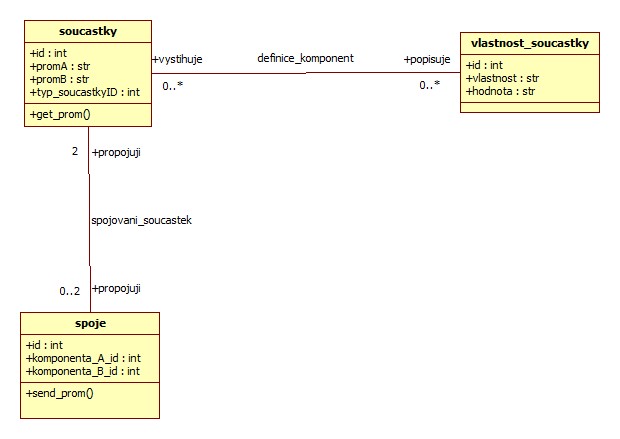 soucastky
+id : int
+promA : str
+promB : str
+typ_soucastkyID : int
+get_prom()
+vystihuje
0..*
definice_komponent
+popisuje
0..*
vlastnost_soucastky
+id : int
+vlastnost : str
+hodnota : str
2
+propojuji
spojovani_soucastek
0..2
+propojuji
spoje
+id : int
+komponenta_A_id : int
+komponenta_B_id : int
+send_prom()